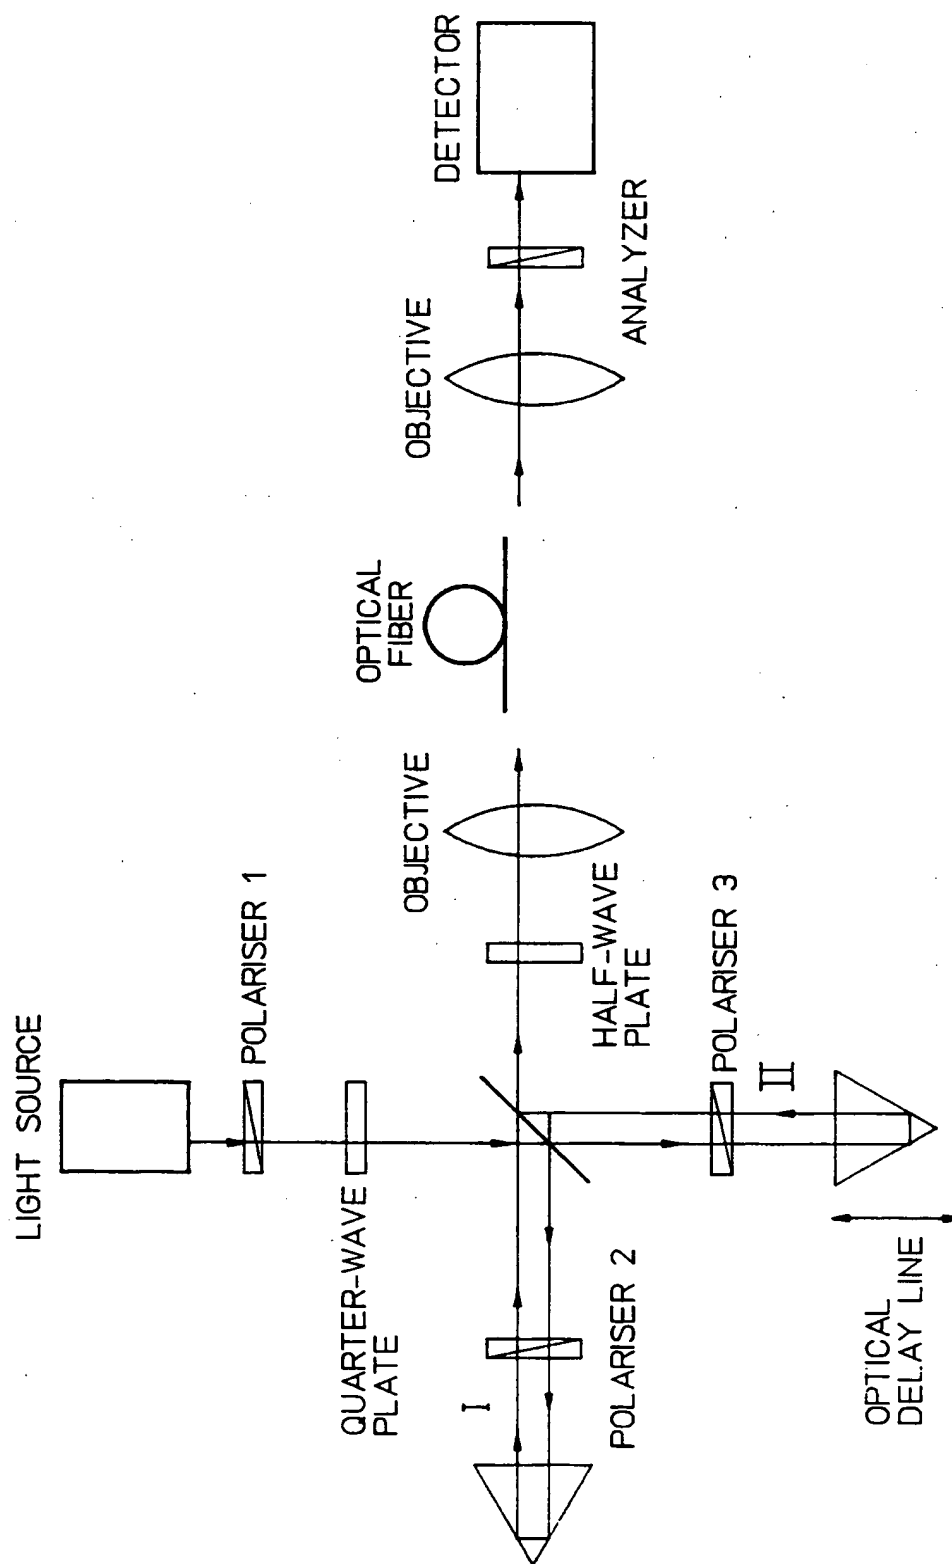 LIGHT SOURCE
POLARISER 1
QUARTER-WAVE
PLATE
I
POLARISER 2
OPTICAL
DELAY LINE
II
POLARISER 3
HALF-WAVE
PLATE
OBJECTIVE
OPTICAL
FIBER
OBJECTIVE
ANALYZER
DETECTOR